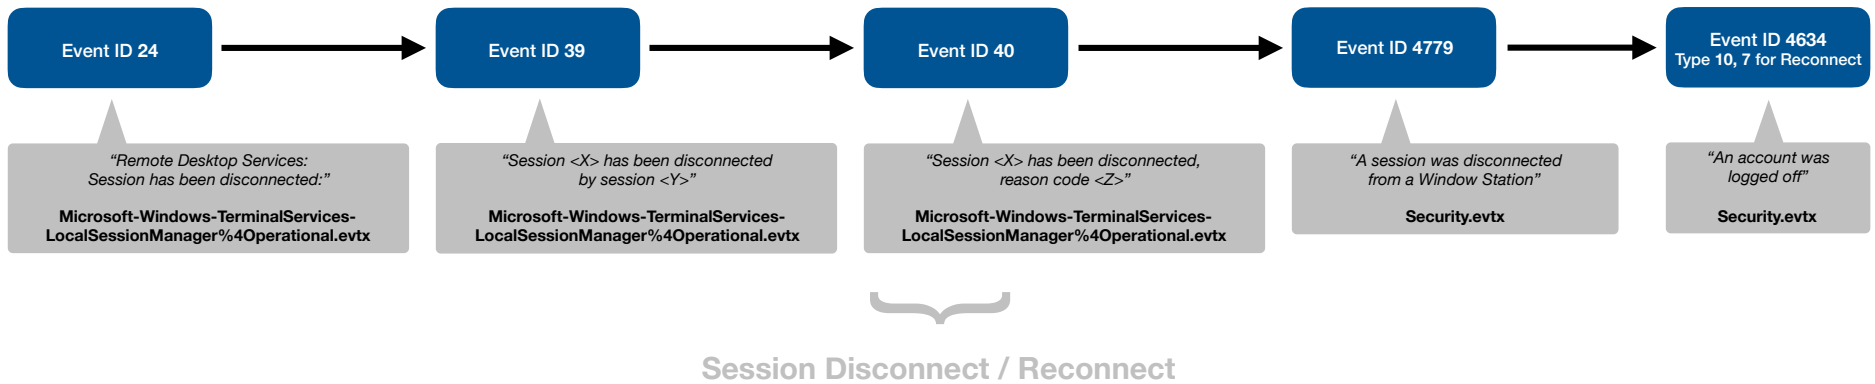 Event ID 24
Event ID 39
Event ID 40
Event ID 4779
Event ID 4634
Type 10, 7 for Reconnect
“Remote Desktop Services:
Session has been disconnected:”
Microsoft-Windows-TerminalServices-
LocalSessionManager%4Operational.evtx
“Session <X> has been disconnected
by session <Y>”
Microsoft-Windows-TerminalServices-
LocalSessionManager%4Operational.evtx
“Session <X> has been disconnected,
reason code <Z>”
Microsoft-Windows-TerminalServices-
LocalSessionManager%4Operational.evtx
“A session was disconnected
from a Window Station”
Security.evtx
“An account was
logged off”
Security.evtx
Session Disconnect / Reconnect